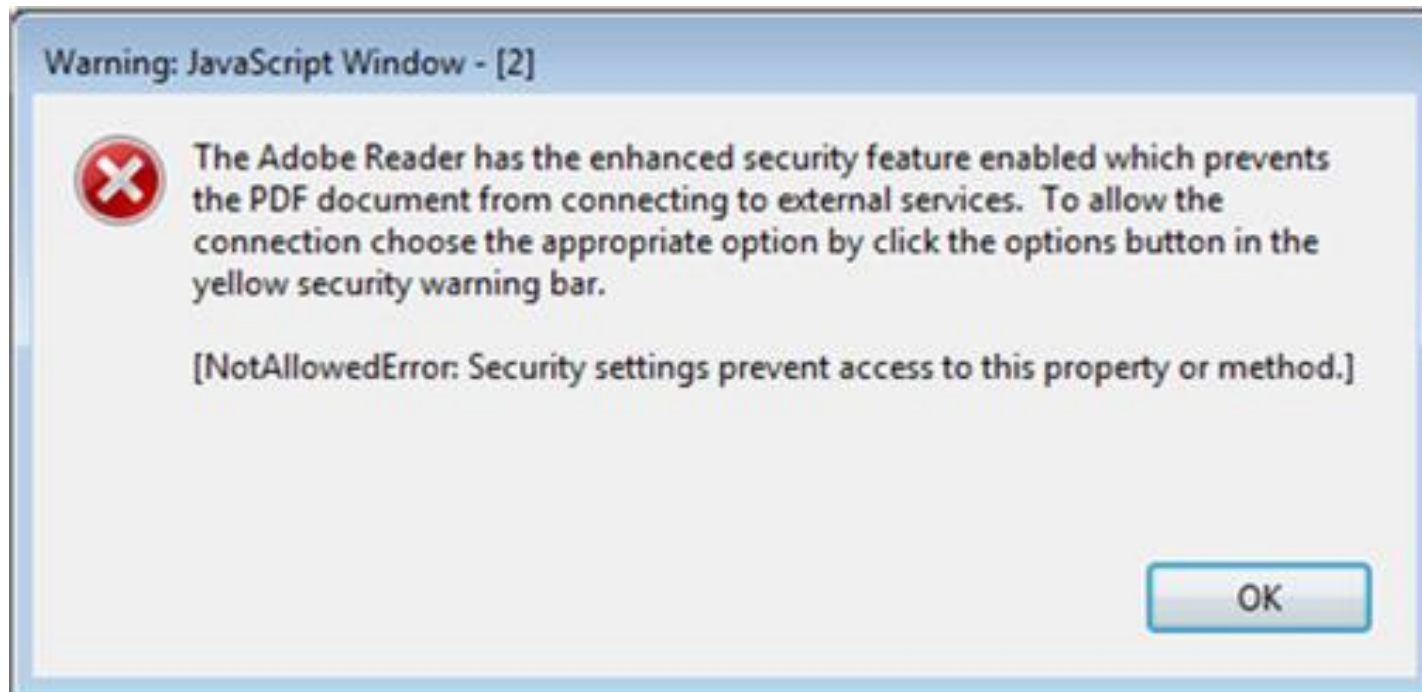 Warning: JavaScript Window - [2]
The Adobe Reader has the enhanced security feature enabled which prevents
the PDF document from connecting to external services.  To allow the
connection choose the appropriate option by click the options button in the
yellow security warning bar.
[NotAllowedError: Security settings prevent access to this property or method.]
OK